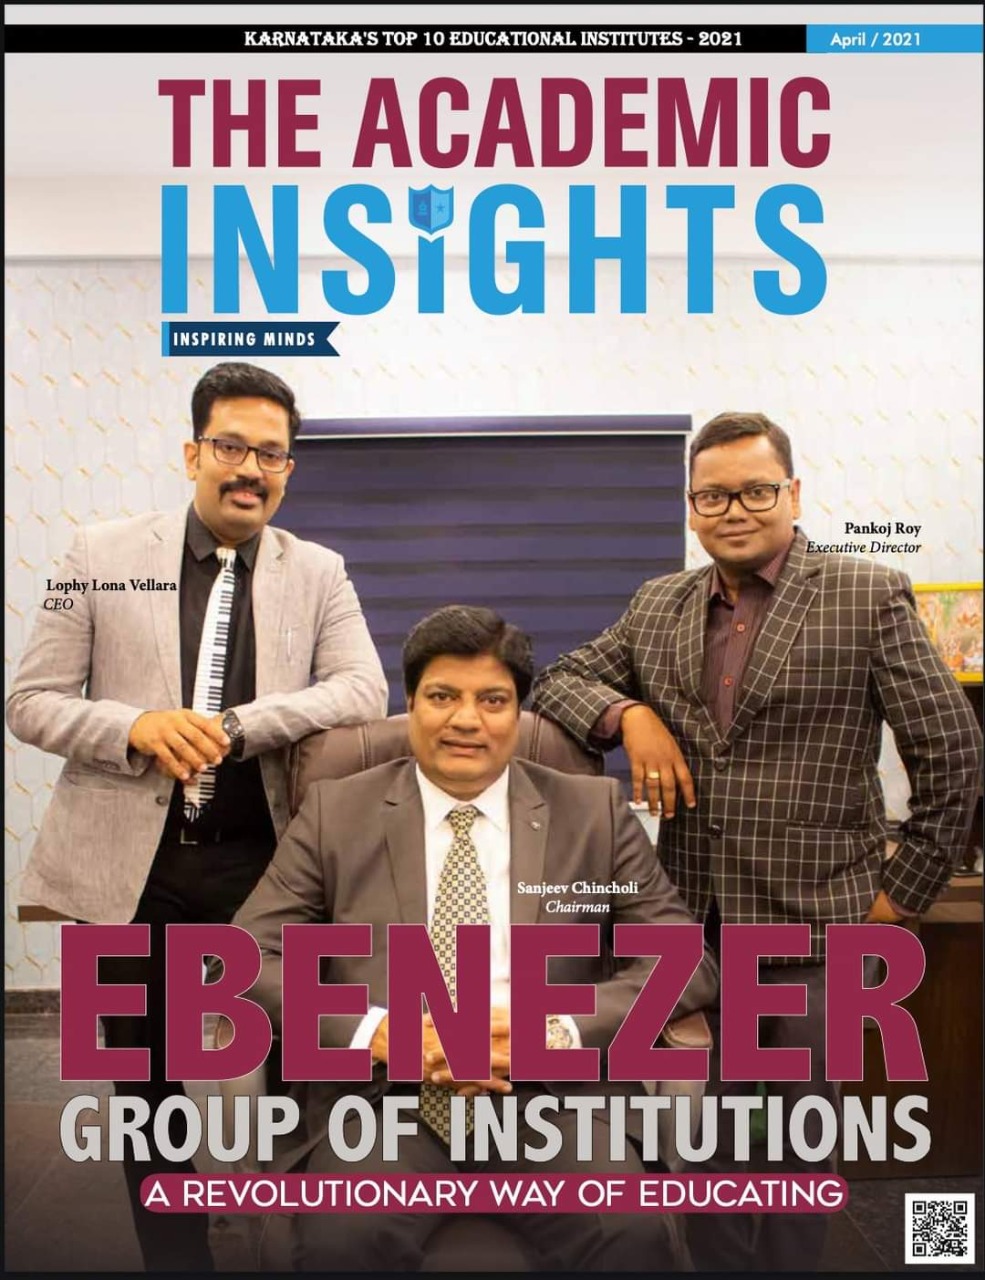 KARNATAKA'S TOP 10 EDUCATIONAL INSTITUTES - 2021
April / 2021
THE ACADEMIC
INSiGHTS
INSPIRING MINDS
Pankoj Roy
Executive Director
Lophy Lona Vellara
CEO
Sanjeev Chincholi
Chairman
EBENEZER
GROUP OF INSTITUTIONS
A REVOLUTIONARY WAY OF EDUCATING